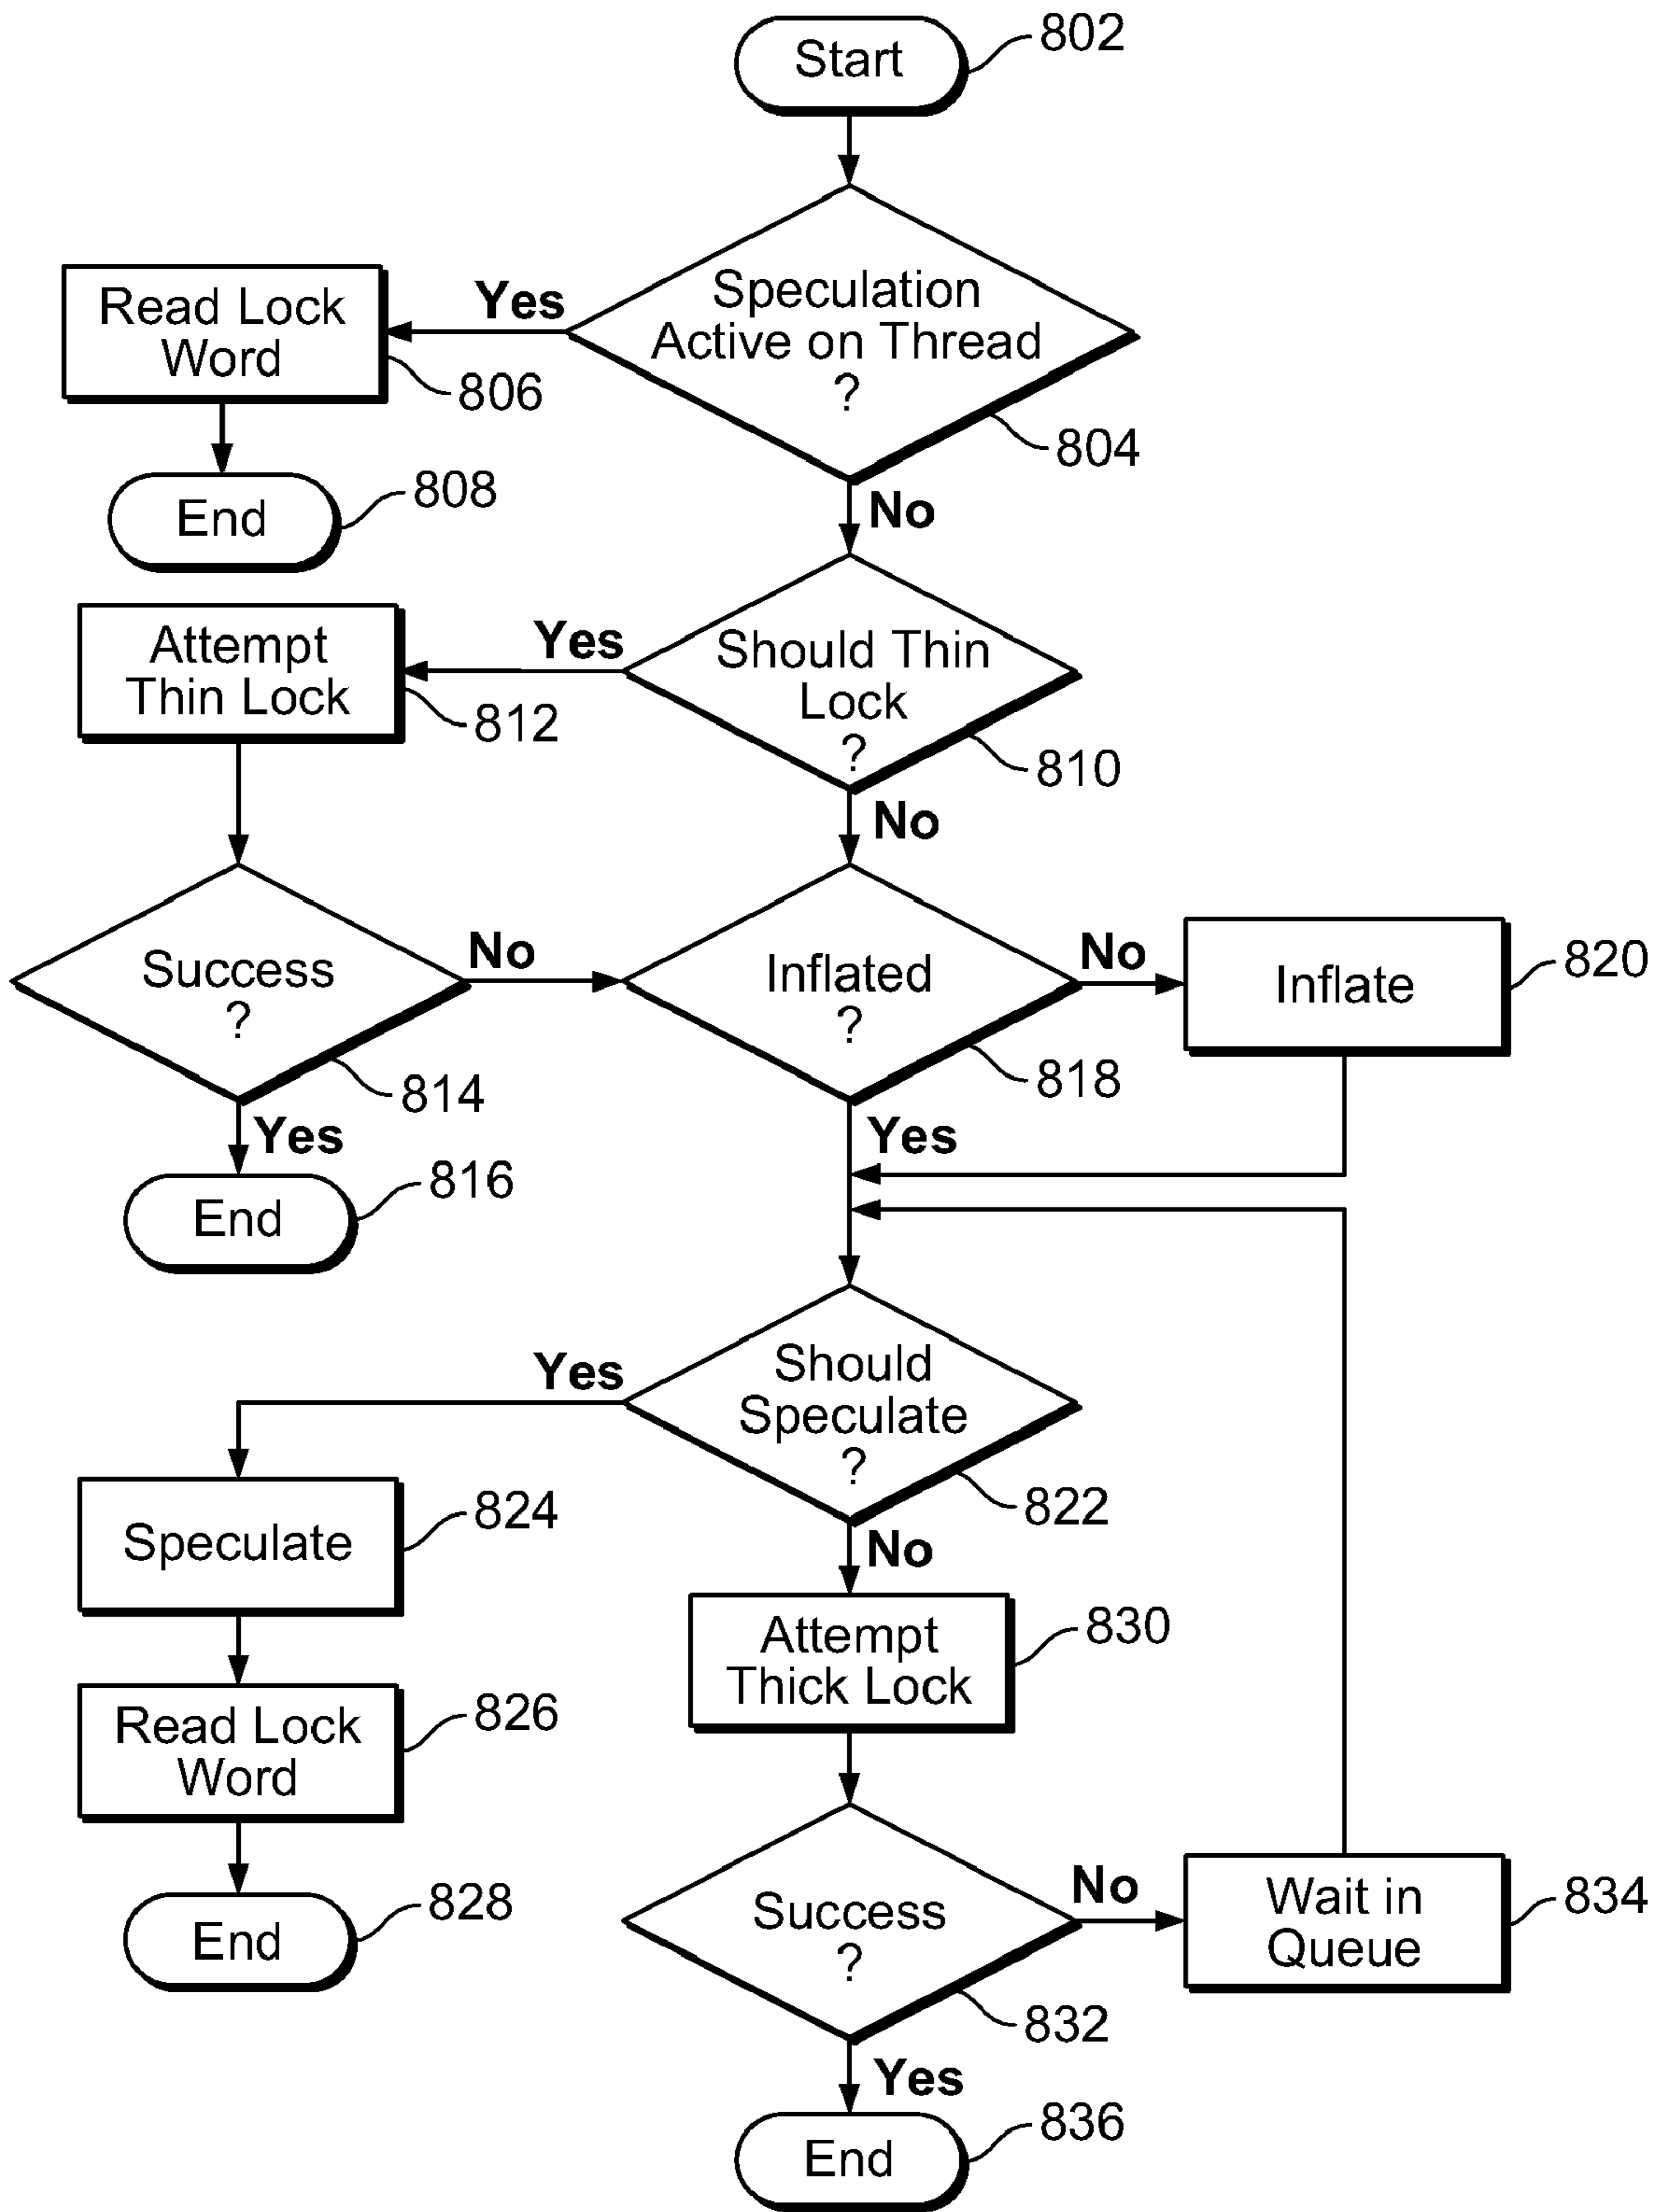 Start
802
Speculation
Active on Thread
?
804
Yes
Read Lock
Word
806
End
808
No
Should Thin
Lock
?
810
Yes
Attempt
Thin Lock
812
No
Success
?
814
No
Inflated
?
818
No
Inflate
820
Yes
End
816
Yes
Should
Speculate
?
822
Yes
Speculate
824
No
Attempt
Thick Lock
830
Read Lock
Word
826
End
828
Success
?
832
No
Wait in
Queue
834
Yes
End
836